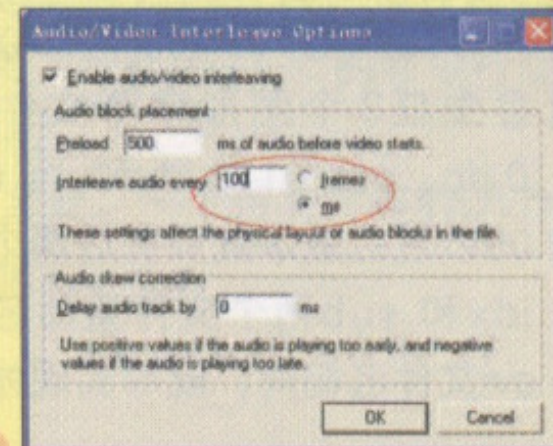 Audio/Video Interleave Options
Enable audio/video interleaving
Audio block placement
Preload 500 ms of audio before video starts.
Interleave audio every 100 frames
ms
These settings affect the physical layout or audio blocks in the file.
Audio skew correction
Delay audio track by 0 ms
Use positive values if the audio is playing too early, and negative
values if the audio is playing too late.
OK Cancel